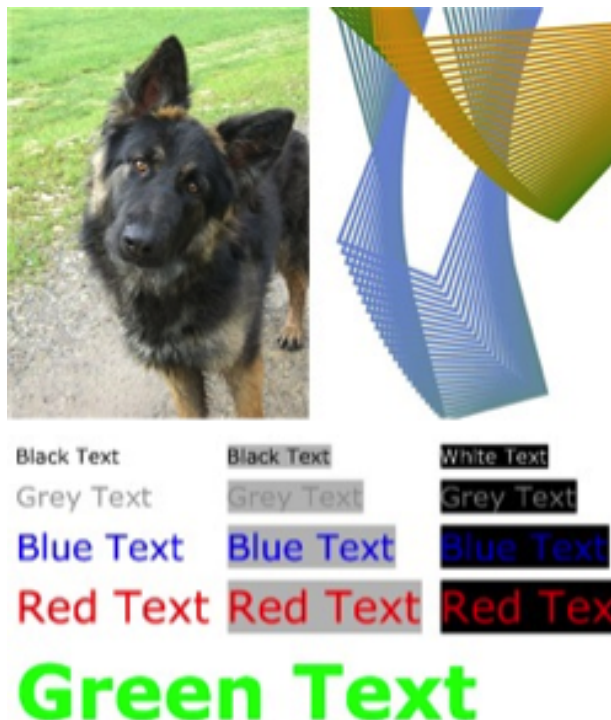 Black Text Black Text White Text
Grey Text Grey Text Grey Text
Blue Text Blue Text Blue Text
Red Text Red Text Red Tex
Green Text